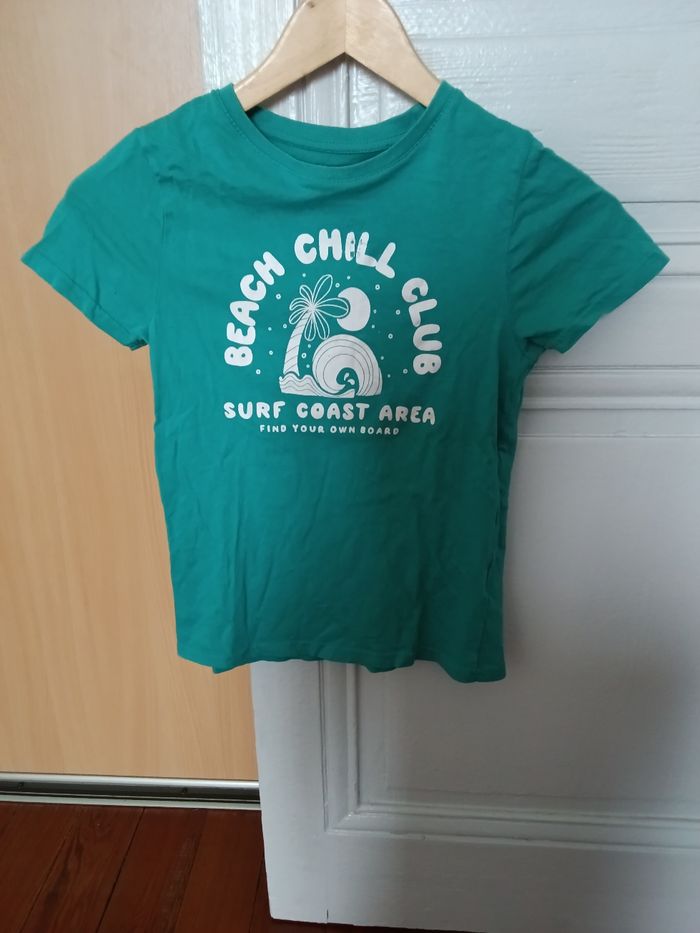 BEACH CHILL CLUB
SURF COAST AREA
FIND YOUR OWN BOARD